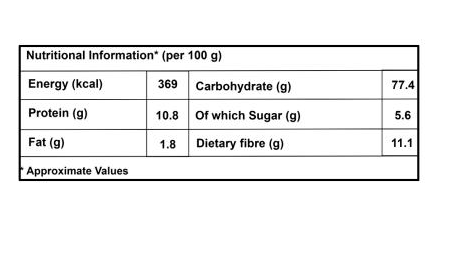 Nutritional Information* (per 100 g)
Energy (kcal) 369 Carbohydrate (g) 77.4
Protein (g) 10.8 Of which Sugar (g) 5.6
Fat (g) 1.8 Dietary fibre (g) 11.1
* Approximate Values